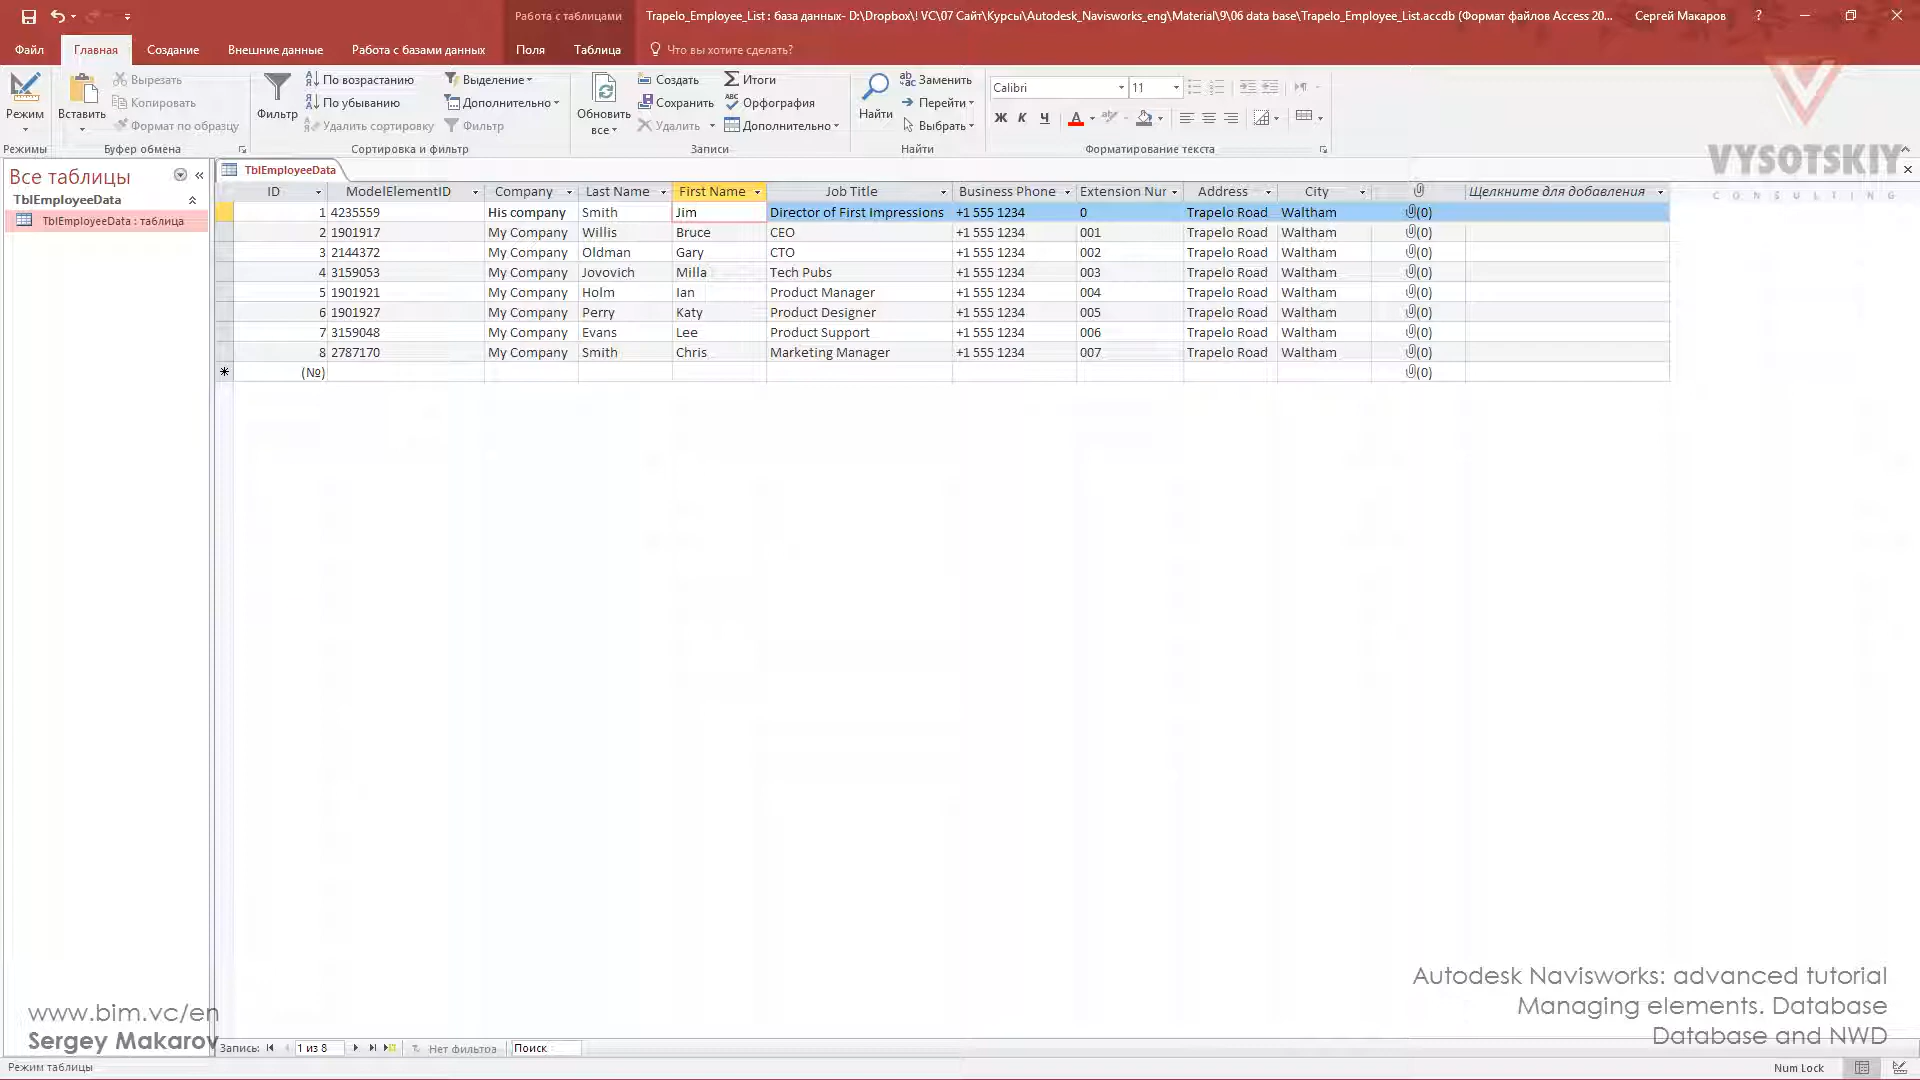 Работа с таблицами
Trapelo_Employee_List : база данных- D:\Dropbox\! VC\07 Сайт\Курсы\Autodesk_Navisworks_eng\Material\9\06 data base\Trapelo_Employee_List.accdb (Формат файлов Access 20...
Сергей Макаров
?
Файл Главная Создание Внешние данные Работа с базами данных Поля Таблица Что вы хотите сделать?
Режим
Режимы
Вставить
Вырезать
Копировать
Формат по образцу
Буфер обмена
Фильтр
По возрастанию
По убыванию
Удалить сортировку
Выделение
Дополнительно
Фильтр
Сортировка и фильтр
Обновить
все
Создать
Сохранить
Удалить
Итоги
Орфография
Дополнительно
Записи
Найти
Заменить
Перейти
Выбрать
Найти
Calibri 11
Ж К Ч
Форматирование текста
VYSOTSKIY
CONSULTING
Все таблицы
TblEmployeeData
TblEmployeeData : таблица
TblEmployeeData
ID ModelElementID Company Last Name First Name Job Title Business Phone Extension Nur Address City Щелкните для добавления
1 4235559 His company Smith Jim Director of First Impressions +1 555 1234 0 Trapelo Road Waltham (0)
2 1901917 My Company Willis Bruce CEO +1 555 1234 001 Trapelo Road Waltham (0)
3 2144372 My Company Oldman Gary CTO +1 555 1234 002 Trapelo Road Waltham (0)
4 3159053 My Company Jovovich Milla Tech Pubs +1 555 1234 003 Trapelo Road Waltham (0)
5 1901921 My Company Holm Ian Product Manager +1 555 1234 004 Trapelo Road Waltham (0)
6 1901927 My Company Perry Katy Product Designer +1 555 1234 005 Trapelo Road Waltham (0)
7 3159048 My Company Evans Lee Product Support +1 555 1234 006 Trapelo Road Waltham (0)
8 2787170 My Company Smith Chris Marketing Manager +1 555 1234 007 Trapelo Road Waltham (0)
* (№) (0)
www.bim.vc/en
Sergey Makarov
Autodesk Navisworks: advanced tutorial
Managing elements. Database
Database and NWD
Запись: 1 из 8 Нет фильтра Поиск
Режим таблицы
Num Lock